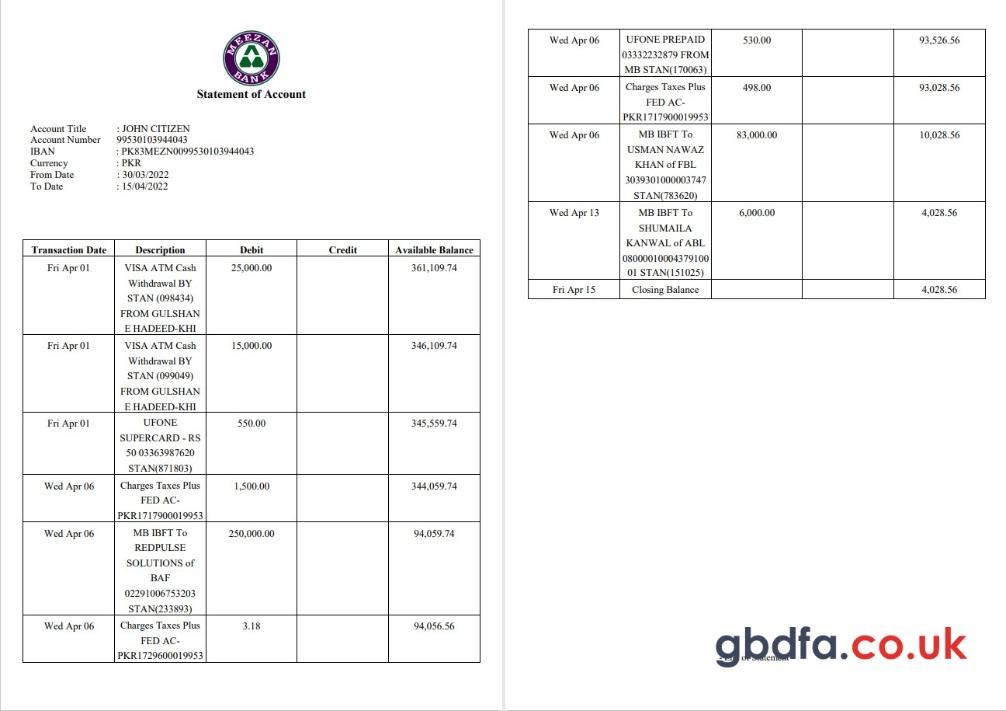 MEEZAN
BANK
Statement of Account
Account Title : JOHN CITIZEN
Account Number 99530103944043
IBAN : PK83MEZN0099530103944043
Currency : PKR
From Date : 30/03/2022
To Date : 15/04/2022
Transaction Date Description Debit Credit Available Balance
Fri Apr 01 VISA ATM Cash 25,000.00 361,109.74
Withdrawal BY
STAN (098434)
FROM GULSHAN
E HADEED-KHI
Fri Apr 01 VISA ATM Cash 15,000.00 346,109.74
Withdrawal BY
STAN (099049)
FROM GULSHAN
E HADEED-KHI
Fri Apr 01 UFONE 550.00 345,559.74
SUPERCARD - RS
50 03363987620
STAN(871803)
Wed Apr 06 Charges Taxes Plus 1,500.00 344,059.74
FED AC-
PKR1717900019953
Wed Apr 06 MB IBFT To 250,000.00 94,059.74
REDPULSE
SOLUTIONS of
BAF
02291006753203
STAN(233893)
Wed Apr 06 Charges Taxes Plus 3.18 94,056.56
FED AC-
PKR1729600019953
Wed Apr 06 UFONE PREPAID 530.00 93,526.56
03332232879 FROM
MB STAN(170063)
Wed Apr 06 Charges Taxes Plus 498.00 93,028.56
FED AC-
PKR1717900019953
Wed Apr 06 MB IBFT To 83,000.00 10,028.56
USMAN NAWAZ
KHAN of FBL
3039301000003747
STAN(783620)
Wed Apr 13 MB IBFT To 6,000.00 4,028.56
SHUMAILA
KANWAL of ABL
08000010004379100
01 STAN(151025)
Fri Apr 15 Closing Balance 4,028.56
gbdfa.co.uk
of Statement